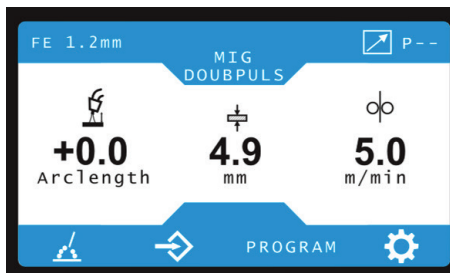 FE 1.2mm
MIG
DOUBPULS
P--
+0.0
Arclength
4.9
mm
5.0
m/min
PROGRAM